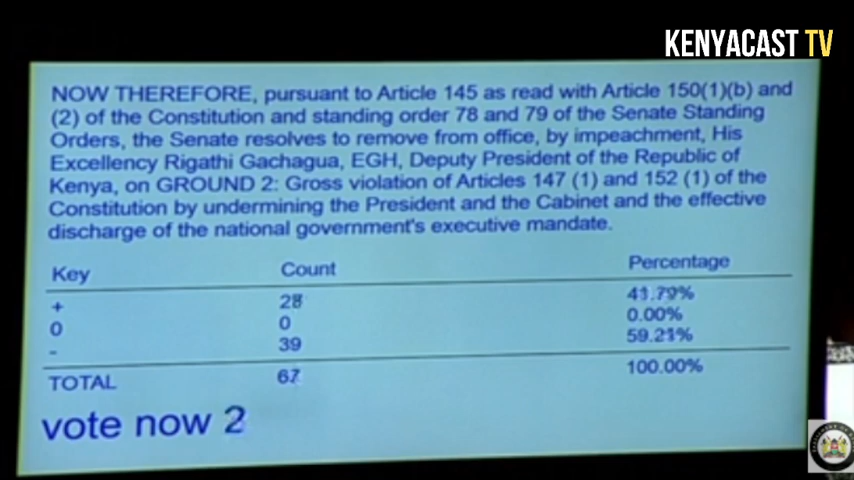 KENYACAST TV
NOW THEREFORE, pursuant to Article 145 as read with Article 150(1)(b) and
(2) of the Constitution and standing order 78 and 79 of the Senate Standing
Orders, the Senate resolves to remove from office, by impeachment, His
Excellency Rigathi Gachagua, EGH, Deputy President of the Republic of
Kenya, on GROUND 2: Gross violation of Articles 147 (1) and 152 (1) of the
Constitution by undermining the President and the Cabinet and the effective
discharge of the national government's executive mandate.
Key Count Percentage
+ 28
0 0 0.00%
- 39
TOTAL 67 100.00%
vote now 2